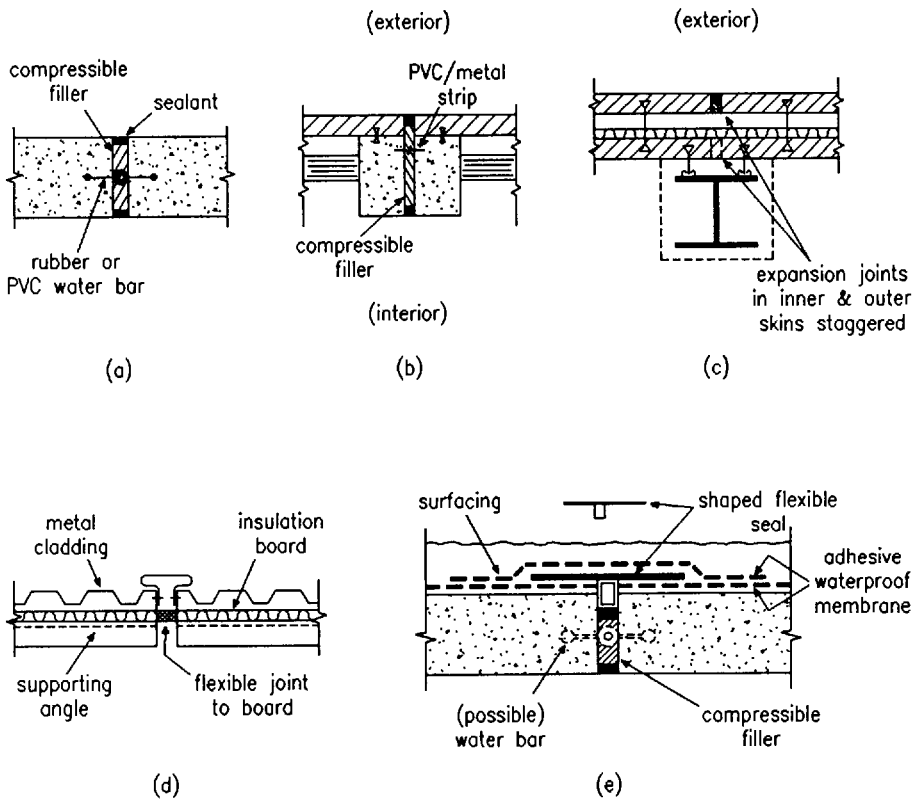 (exterior)
(exterior)
compressible
filler
sealant
PVC/metal
strip
rubber or
PVC water bar
compressible
filler
(interior)
expansion joints
in inner & outer
skins staggered
(a)
(b)
(c)
metal
cladding
insulation
board
supporting
angle
flexible joint
to board
(d)
surfacing
shaped flexible
seal
adhesive
waterproof
membrane
(possible)
water bar
compressible
filler
(e)